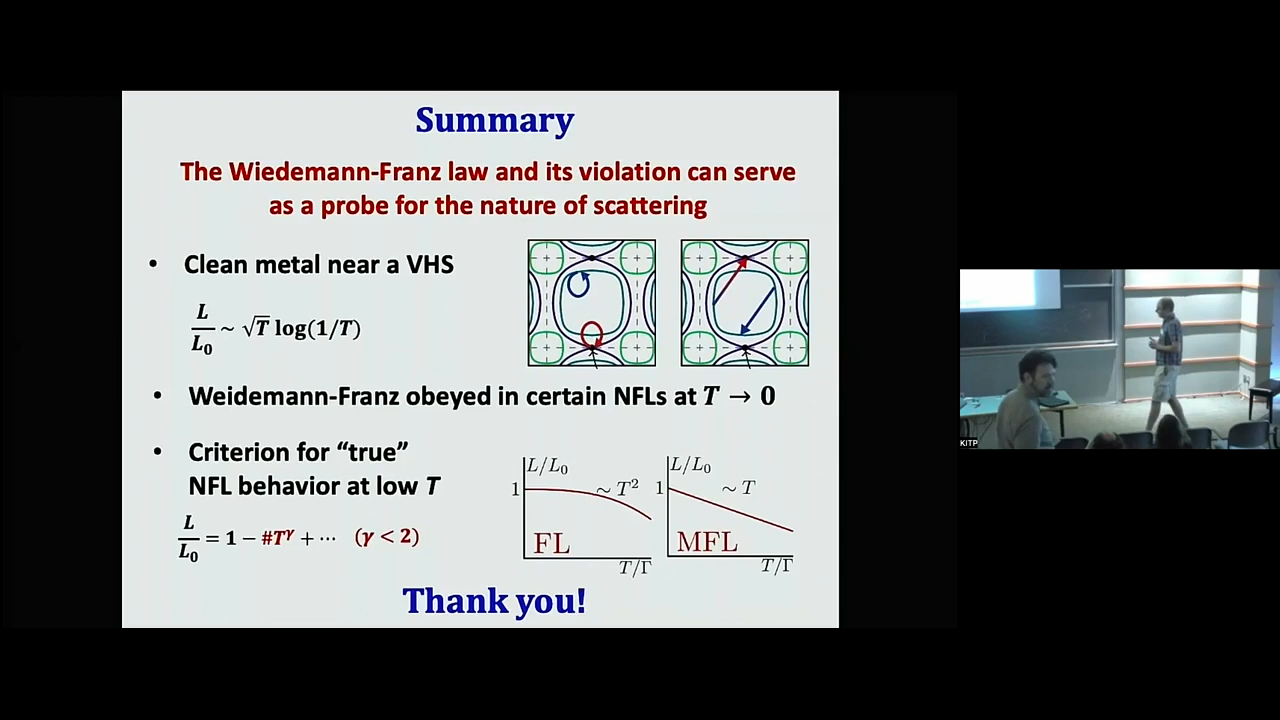 Summary
The Wiedemann-Franz law and its violation can serve
as a probe for the nature of scattering
• Clean metal near a VHS
L/L₀ ~ √T log(1/T)
• Weidemann-Franz obeyed in certain NFLs at T → 0
• Criterion for “true”
NFL behavior at low T
L/L₀ = 1 − #T^γ + ⋯ (γ < 2)
L/L₀
1
~ T²
FL
T/Γ
L/L₀
1
~ T
MFL
T/Γ
Thank you!
KITP